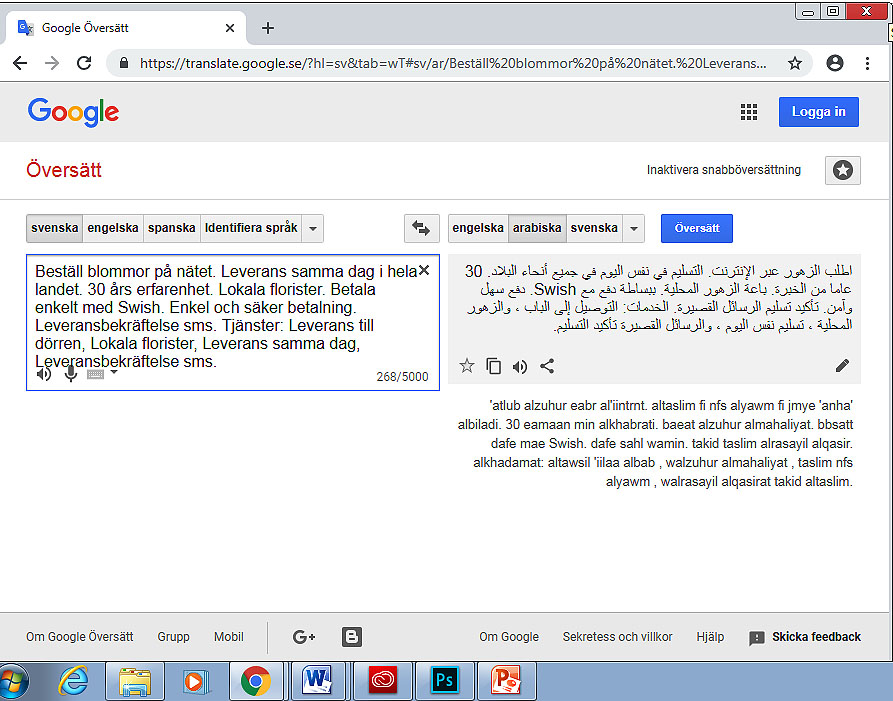 Google Översätt
https://translate.google.se/?hl=sv&tab=wT#sv/ar/Beställ%20blommor%20på%20nätet.%20Leverans...
Google
Logga in
Översätt
Inaktivera snabböversättning
svenska engelska spanska Identifiera språk
engelska arabiska svenska Översätt
Beställ blommor på nätet. Leverans samma dag i hela
landet. 30 års erfarenhet. Lokala florister. Betala
enkelt med Swish. Enkel och säker betalning.
Leveransbekräftelse sms. Tjänster: Leverans till
dörren, Lokala florister, Leverans samma dag,
Leveransbekräftelse sms.
268/5000
اطلب الزهور عبر الإنترنت. التسليم في نفس اليوم في جميع أنحاء البلاد. 30
عاما من الخبرة. باعة الزهور المحلية. ببساطة دفع مع Swish. دفع سهل
وآمن. تأكيد تسليم الرسائل القصيرة. الخدمات: التوصيل إلى الباب ، والزهور
المحلية ، تسليم نفس اليوم ، والرسائل القصيرة تأكيد التسليم.
'atlub alzuhur eabr al'iintrnt. altaslim fi nfs alyawm fi jmye 'anha'
albiladi. 30 eamaan min alkhabrati. baeat alzuhur almahaliyat. bbsatt
dafe mae Swish. dafe sahl wamin. takid taslim alrasayil alqasir.
alkhadamat: altawsil 'iilaa albab , walzuhur almahaliyat , taslim nfs
alyawm , walrasayil alqasirat takid altaslim.
Om Google Översätt Grupp Mobil G+ B Om Google Sekretess och villkor Hjälp Skicka feedback
W Ps P